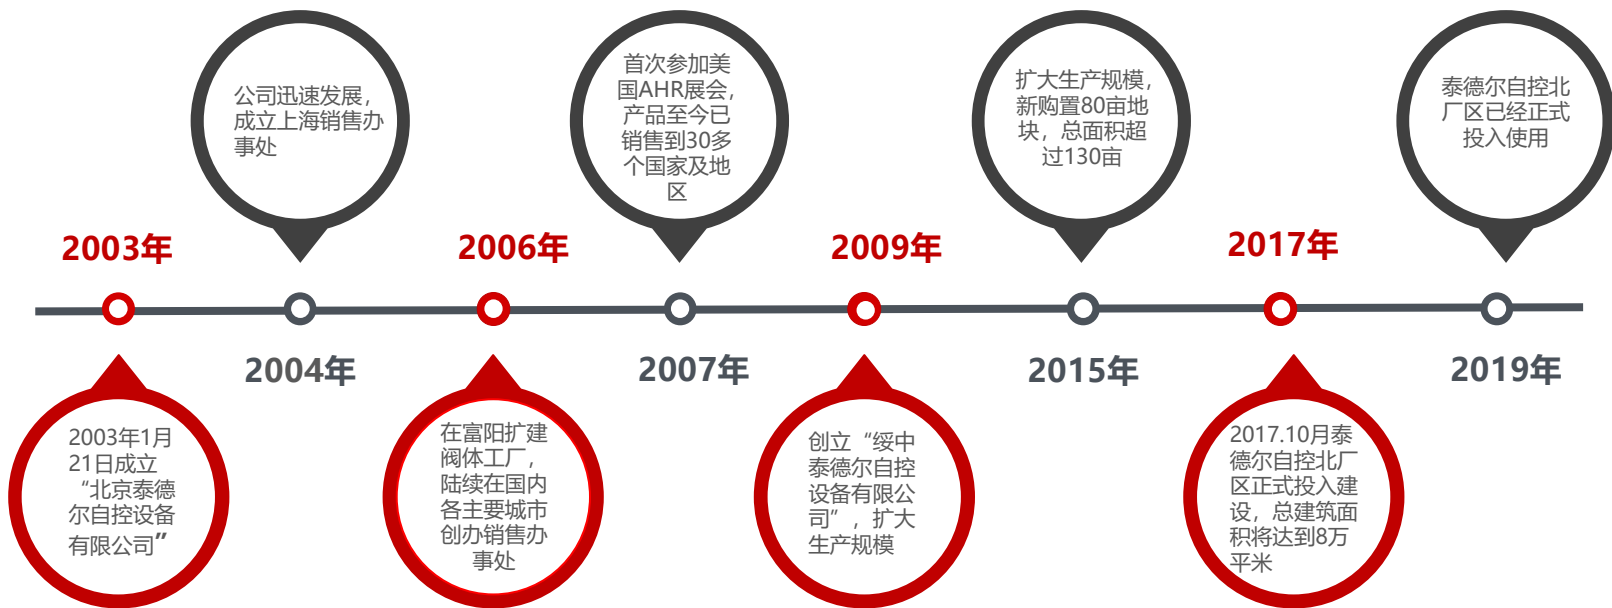 公司迅速发展，
成立上海销售办
事处
首次参加美
国AHR展会，
产品至今已
销售到30多
个国家及地
区
扩大生产规模，
新购置80亩地
块，总面积超
过130亩
泰德尔自控北
厂区已经正式
投入使用
2003年
2006年
2009年
2017年
2004年
2007年
2015年
2019年
2003年1月
21日成立
“北京泰德
尔自控设备
有限公司”
在富阳扩建
阀体工厂，
陆续在国内
各主要城市
创办销售办
事处
创立“绥中
泰德尔自控
设备有限公
司”，扩大
生产规模
2017.10月泰
德尔自控北厂
区正式投入建
设，总建筑面
积将达到8万
平米